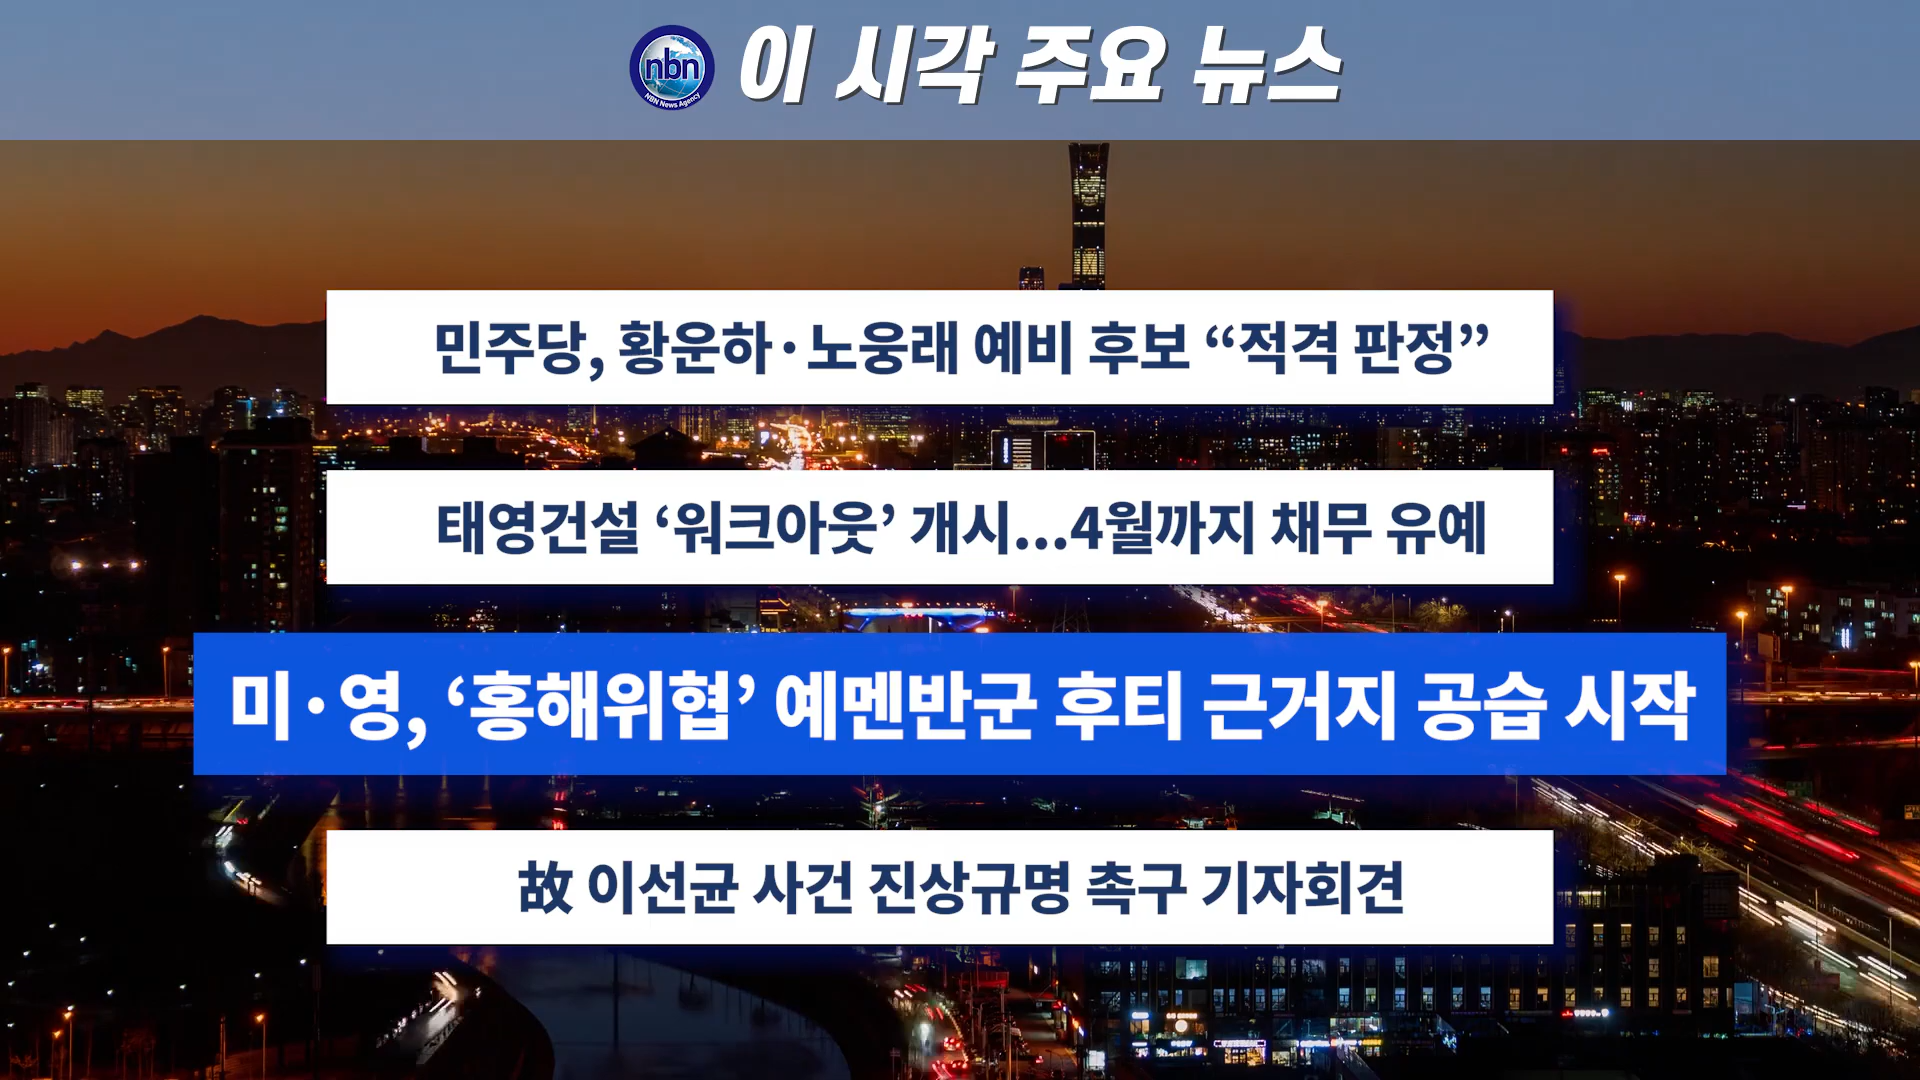 nbn
NBN News Agency
이 시각 주요 뉴스
민주당, 황운하·노웅래 예비 후보 “적격 판정”
태영건설 ‘워크아웃’ 개시...4월까지 채무 유예
미·영, ‘홍해위협’ 예멘반군 후티 근거지 공습 시작
故 이선균 사건 진상규명 촉구 기자회견